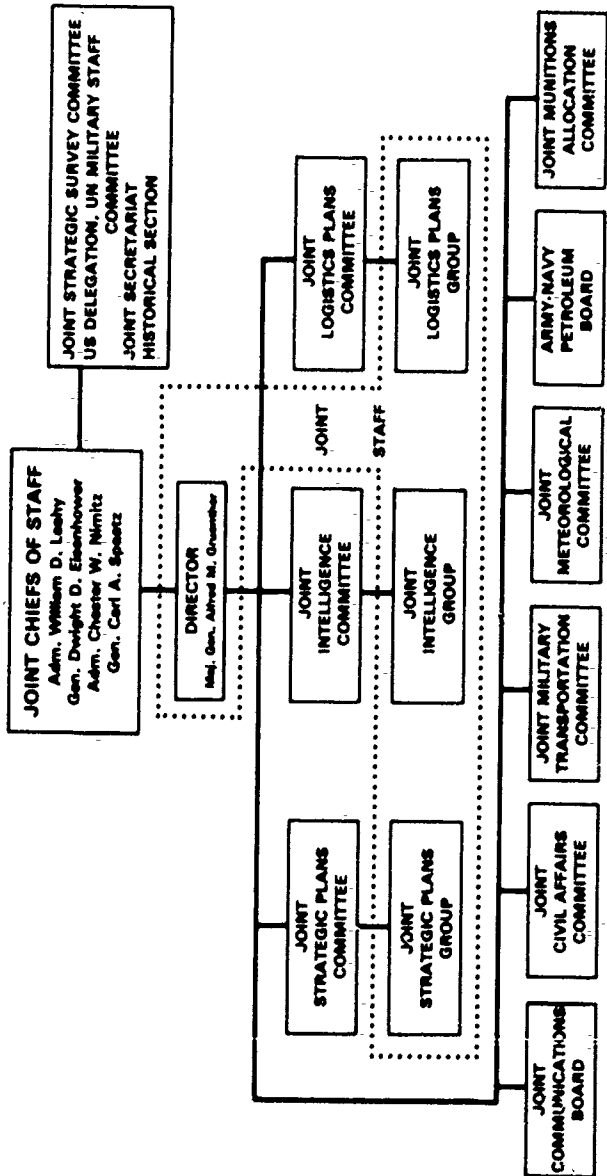 JOINT CHIEFS OF STAFF
Adm. William D. Leahy
Gen. Dwight D. Eisenhower
Adm. Chester W. Nimitz
Gen. Carl A. Spaatz
JOINT STRATEGIC SURVEY COMMITTEE
US DELEGATION, UN MILITARY STAFF
COMMITTEE
JOINT SECRETARIAT
HISTORICAL SECTION
DIRECTOR
Maj. Gen. Alfred M. Gruenther
JOINT
STAFF
JOINT
STRATEGIC PLANS
COMMITTEE
JOINT
INTELLIGENCE
COMMITTEE
JOINT
LOGISTICS PLANS
COMMITTEE
JOINT
STRATEGIC PLANS
GROUP
JOINT
INTELLIGENCE
GROUP
JOINT
LOGISTICS PLANS
GROUP
JOINT
COMMUNICATIONS
BOARD
JOINT
CIVIL AFFAIRS
COMMITTEE
JOINT MILITARY
TRANSPORTATION
COMMITTEE
JOINT
METEOROLOGICAL
COMMITTEE
ARMY-NAVY
PETROLEUM
BOARD
JOINT MUNITIONS
ALLOCATION
COMMITTEE